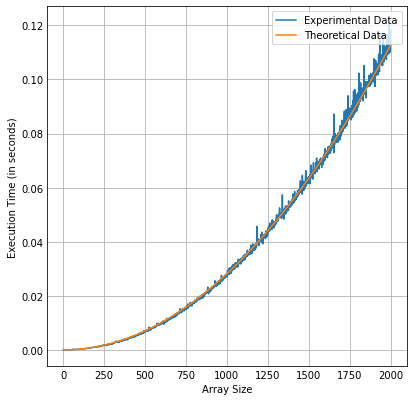 Experimental Data
Theoretical Data
0.12
0.10
0.08
0.06
0.04
0.02
0.00
Execution Time (in seconds)
0 250 500 750 1000 1250 1500 1750 2000
Array Size